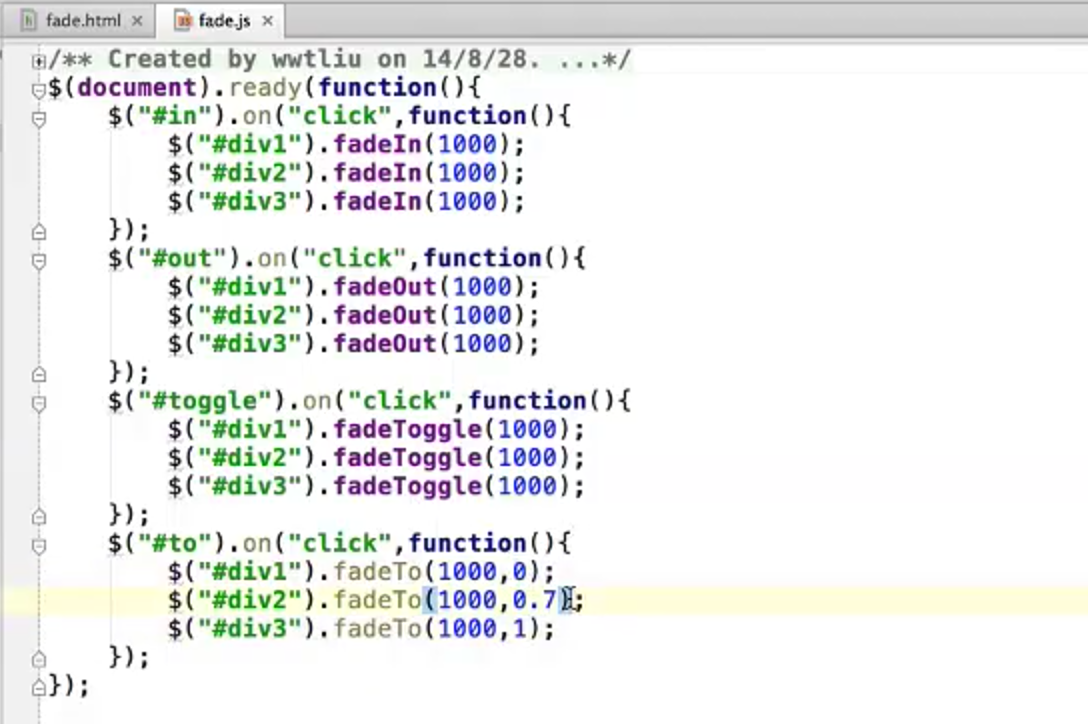 fade.html
fade.js
/** Created by wwtliu on 14/8/28. ...*/
$(document).ready(function(){
    $("#in").on("click",function(){
        $("#div1").fadeIn(1000);
        $("#div2").fadeIn(1000);
        $("#div3").fadeIn(1000);
    });
    $("#out").on("click",function(){
        $("#div1").fadeOut(1000);
        $("#div2").fadeOut(1000);
        $("#div3").fadeOut(1000);
    });
    $("#toggle").on("click",function(){
        $("#div1").fadeToggle(1000);
        $("#div2").fadeToggle(1000);
        $("#div3").fadeToggle(1000);
    });
    $("#to").on("click",function(){
        $("#div1").fadeTo(1000,0);
        $("#div2").fadeTo(1000,0.7);
        $("#div3").fadeTo(1000,1);
    });
});